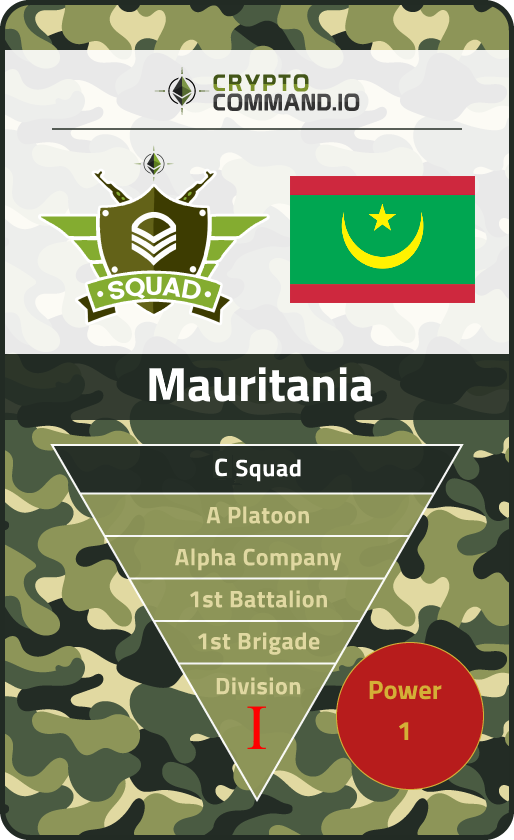 CRYPTO
COMMAND.IO
SQUAD
Mauritania
C Squad
A Platoon
Alpha Company
1st Battalion
1st Brigade
Division
I
Power
1